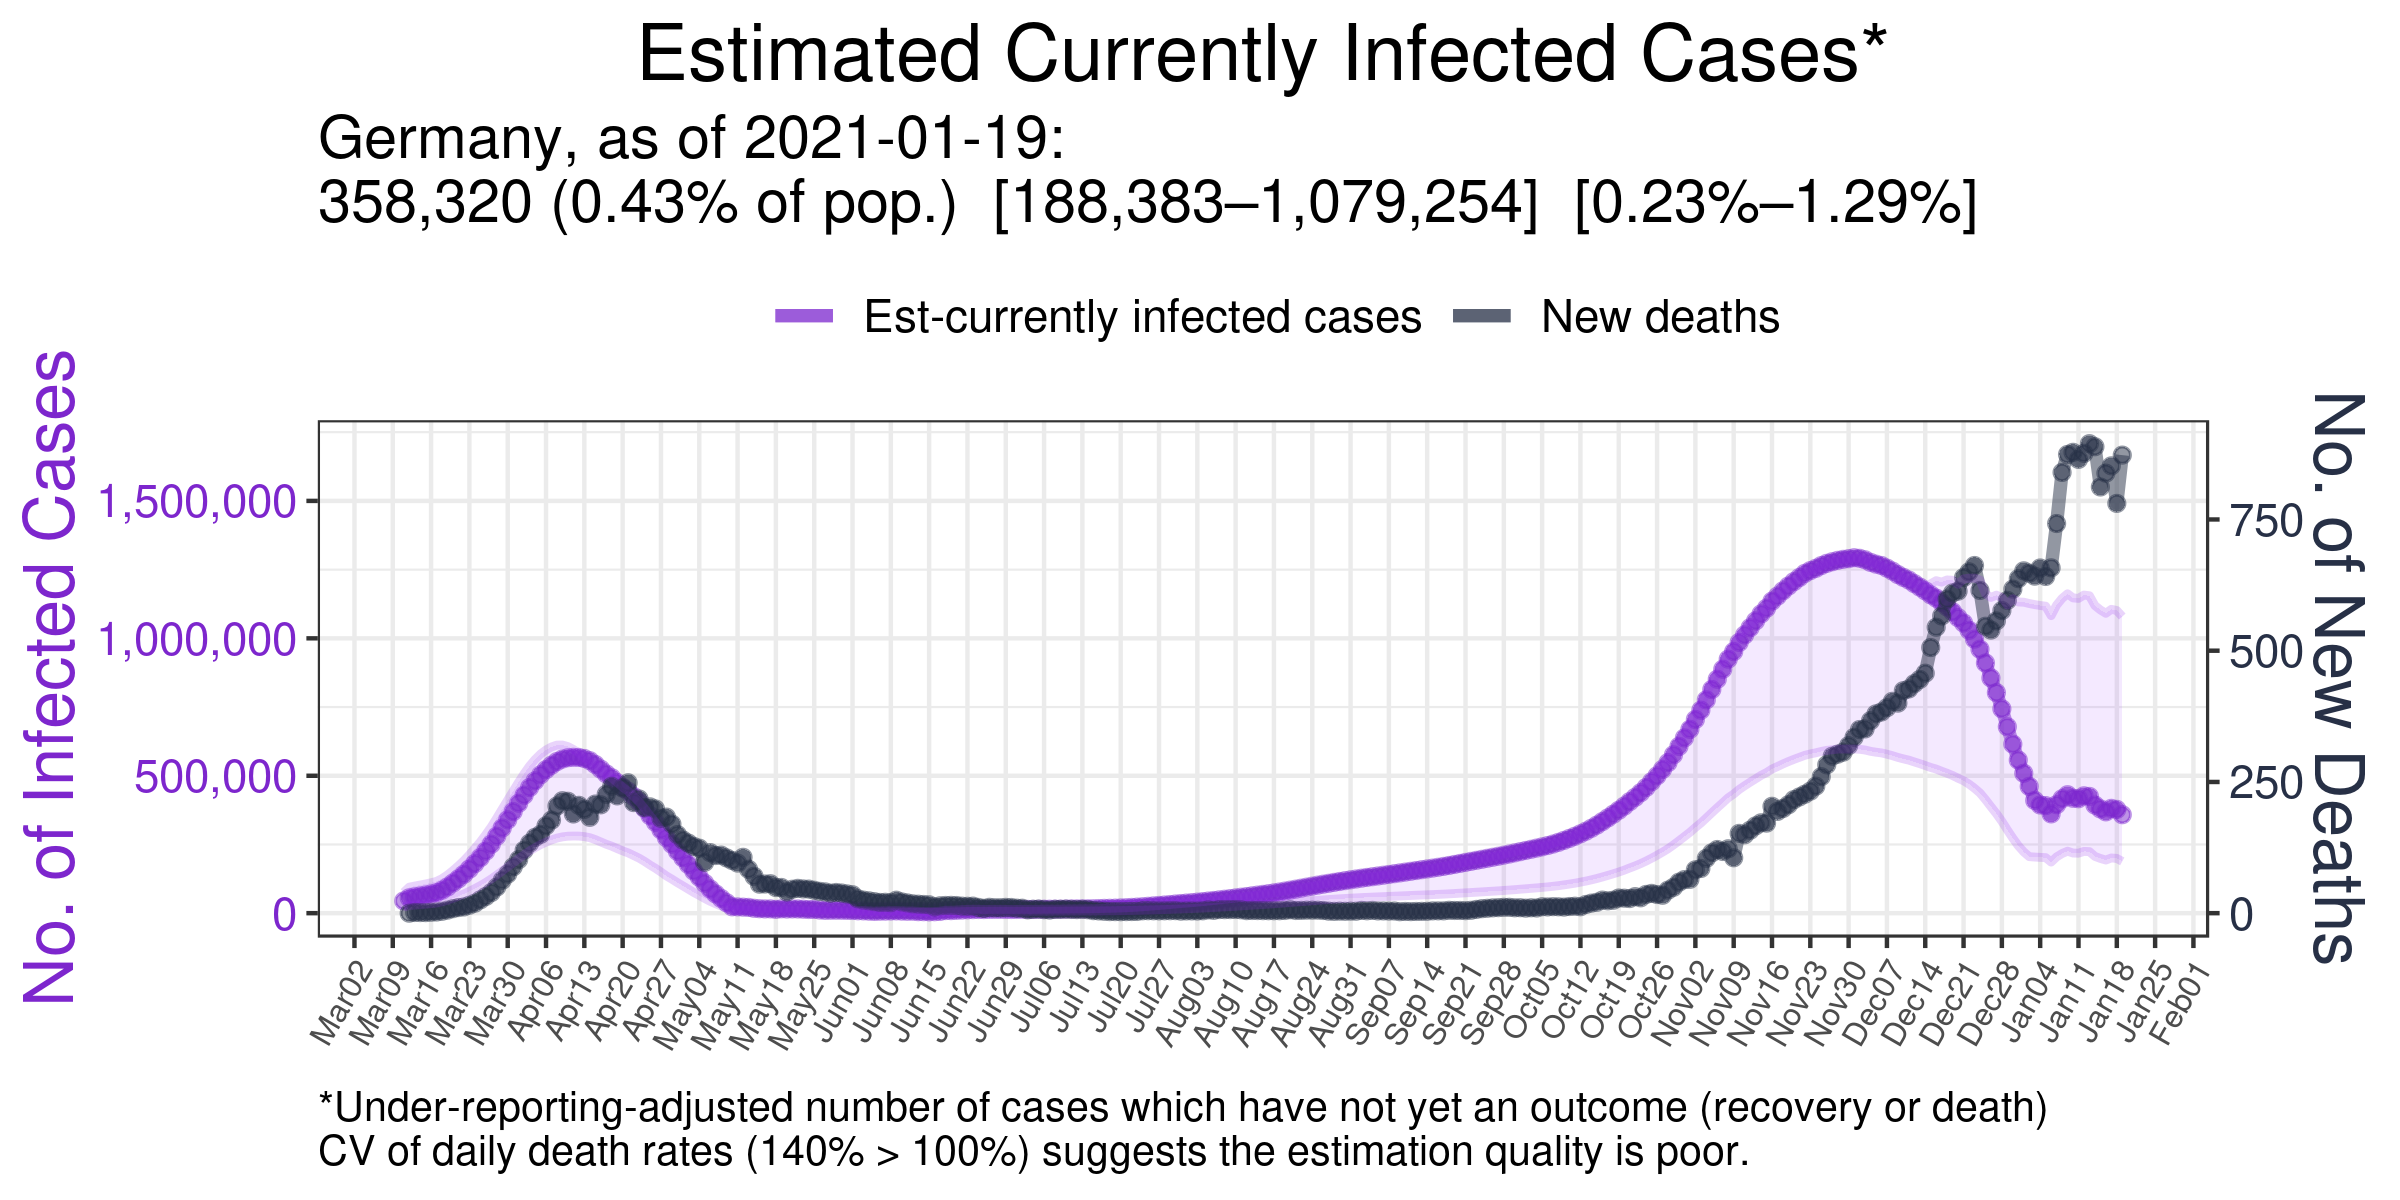 Estimated Currently Infected Cases*
Germany, as of 2021-01-19:
358,320 (0.43% of pop.) [188,383–1,079,254] [0.23%–1.29%]
Est-currently infected cases New deaths
No. of Infected Cases
1,500,000
1,000,000
500,000
0
750
500
250
0
No. of New Deaths
Mar02 Mar09 Mar16 Mar23 Mar30 Apr06 Apr13 Apr20 Apr27 May04 May11 May18 May25 Jun01 Jun08 Jun15 Jun22 Jun29 Jul06 Jul13 Jul20 Jul27 Aug03 Aug10 Aug17 Aug24 Aug31 Sep07 Sep14 Sep21 Sep28 Oct05 Oct12 Oct19 Oct26 Nov02 Nov09 Nov16 Nov23 Nov30 Dec07 Dec14 Dec21 Dec28 Jan04 Jan11 Jan18 Jan25 Feb01
*Under-reporting-adjusted number of cases which have not yet an outcome (recovery or death)
CV of daily death rates (140% > 100%) suggests the estimation quality is poor.